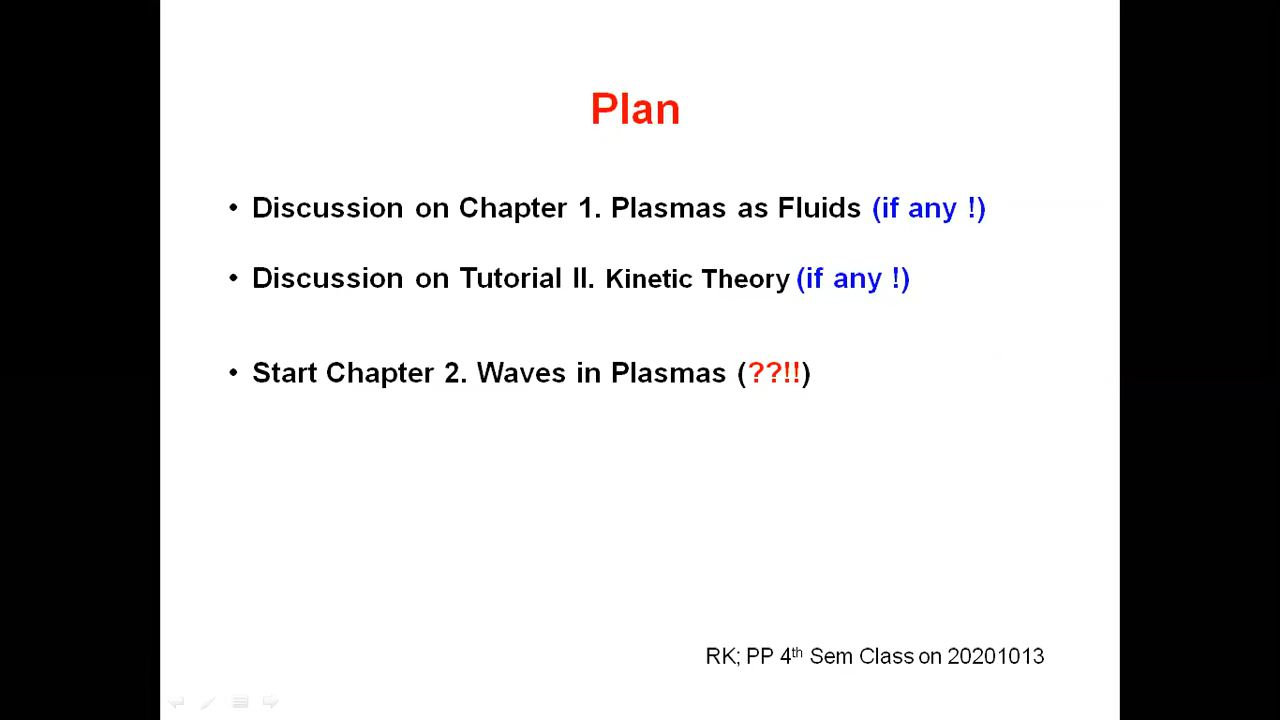 Plan
• Discussion on Chapter 1. Plasmas as Fluids (if any !)
• Discussion on Tutorial II. Kinetic Theory (if any !)
• Start Chapter 2. Waves in Plasmas (??!!)
RK; PP 4th Sem Class on 20201013